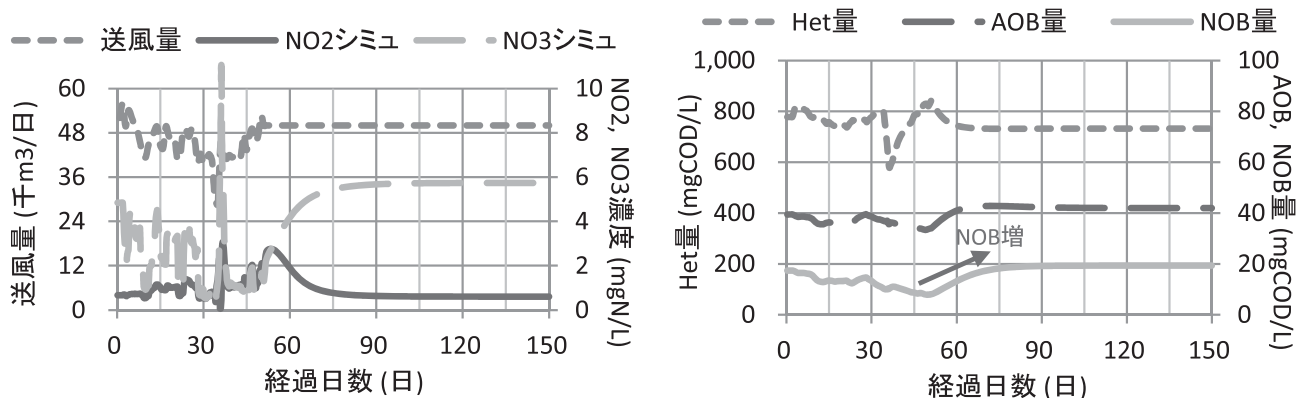 送風量 NO2シミュ NO3シミュ
送風量 (千m3/日)
60
48
36
24
12
0
10
8
6
4
2
0
NO2, NO3濃度 (mgN/L)
0 30 60 90 120 150
経過日数 (日)
Het量 AOB量 NOB量
Het量 (mgCOD/L)
1,000
800
600
400
200
0
NOB増
100
80
60
40
20
0
AOB, NOB量 (mgCOD/L)
0 30 60 90 120 150
経過日数 (日)